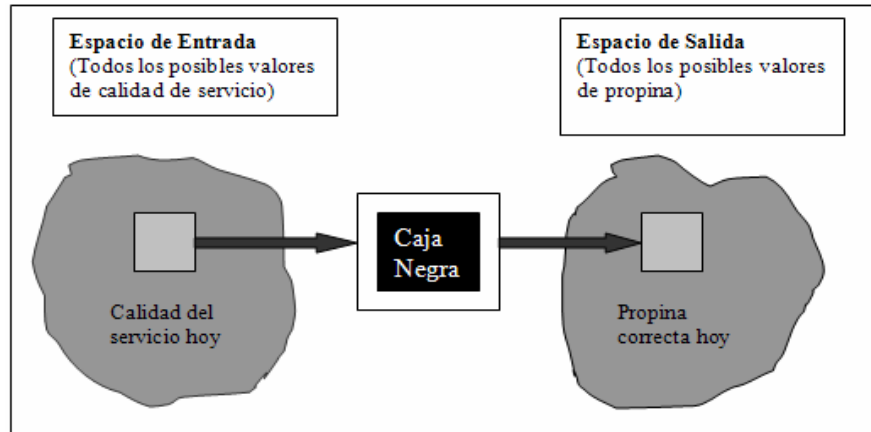 Espacio de Entrada
(Todos los posibles valores
de calidad de servicio)
Espacio de Salida
(Todos los posibles valores
de propina)
Caja
Negra
Calidad del
servicio hoy
Propina
correcta hoy